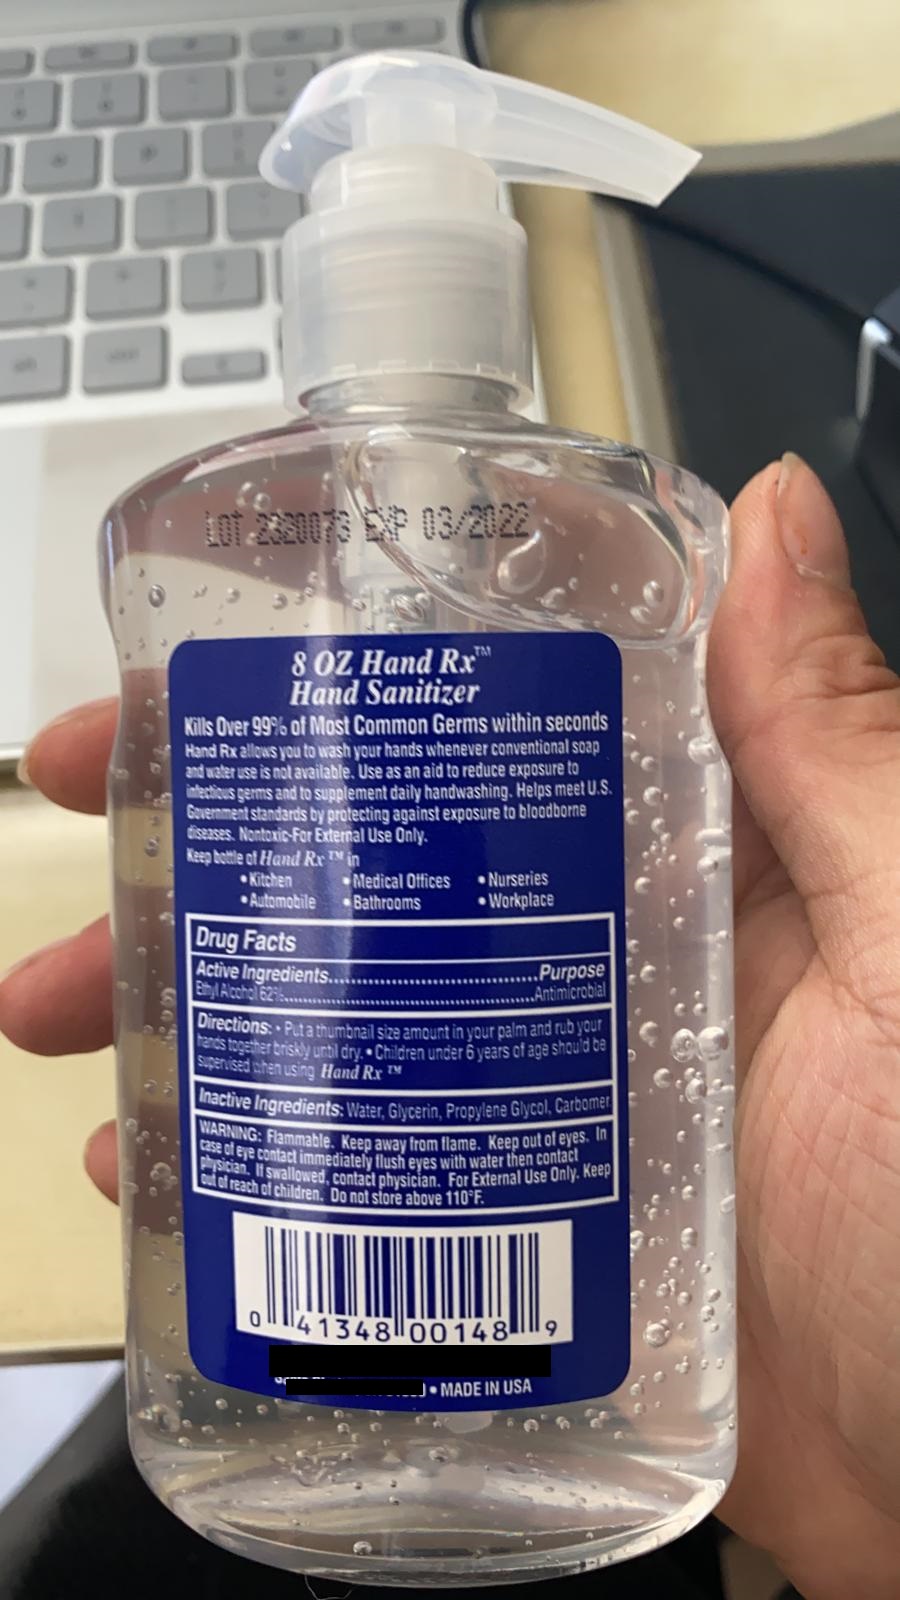 LOT 2320073 EXP 03/2022
8 OZ Hand Rx™
Hand Sanitizer
Kills Over 99% of Most Common Germs within seconds
Hand Rx allows you to wash your hands whenever conventional soap
and water use is not available. Use as an aid to reduce exposure to
infectious germs and to supplement daily handwashing. Helps meet U.S.
Government standards by protecting against exposure to bloodborne
diseases. Nontoxic-For External Use Only.
Keep bottle of Hand Rx ™ in
• Kitchen • Medical Offices • Nurseries
• Automobile • Bathrooms • Workplace
Drug Facts
Active Ingredients..............................Purpose
Ethyl Alcohol 62%..............................Antimicrobial
Directions: • Put a thumbnail size amount in your palm and rub your
hands together briskly until dry. • Children under 6 years of age should be
supervised when using Hand Rx ™
Inactive Ingredients: Water, Glycerin, Propylene Glycol, Carbomer
WARNING: Flammable. Keep away from flame. Keep out of eyes. In
case of eye contact immediately flush eyes with water then contact
physician. If swallowed, contact physician. For External Use Only. Keep
out of reach of children. Do not store above 110°F.
0 41348 00148 9
• MADE IN USA